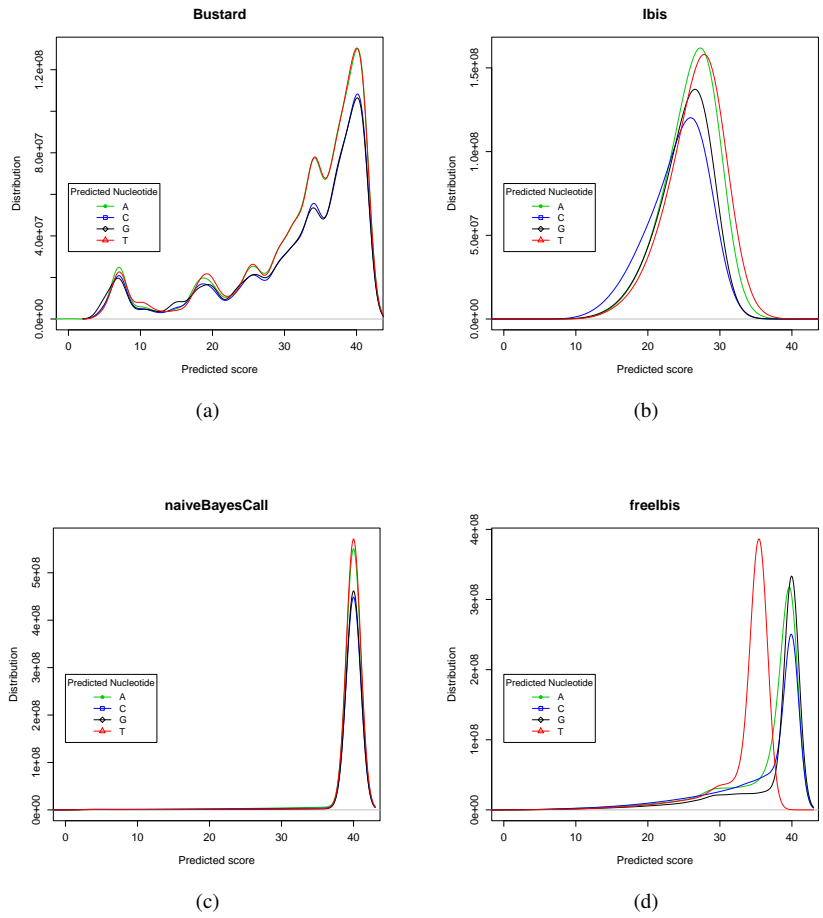 Bustard
Distribution
0.0e+00 4.0e+07 8.0e+07 1.2e+08
Predicted Nucleotide
A
C
G
T
0 10 20 30 40
Predicted score
(a)
Ibis
Distribution
0.0e+00 5.0e+07 1.0e+08 1.5e+08
Predicted Nucleotide
A
C
G
T
0 10 20 30 40
Predicted score
(b)
naiveBayesCall
Distribution
0e+00 1e+08 2e+08 3e+08 4e+08 5e+08
Predicted Nucleotide
A
C
G
T
0 10 20 30 40
Predicted score
(c)
freeIbis
Distribution
0e+00 1e+08 2e+08 3e+08 4e+08
Predicted Nucleotide
A
C
G
T
0 10 20 30 40
Predicted score
(d)